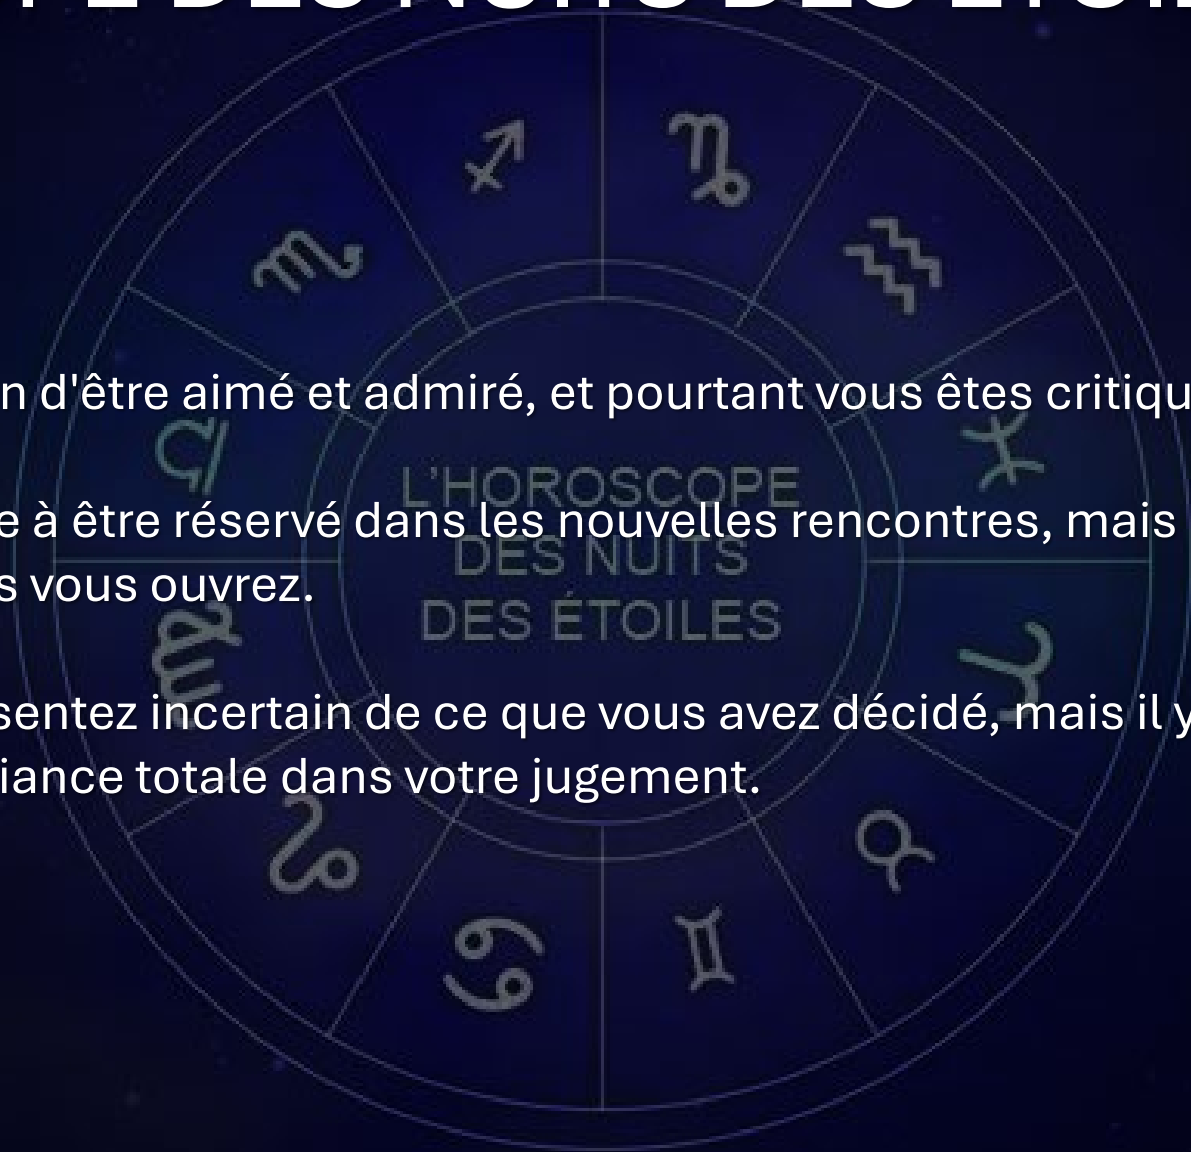 n d'être aimé et admiré, et pourtant vous êtes critiqu
L'HOROSCOPE
e à être réservé dans les nouvelles rencontres, mais
DES NUITS
s vous ouvrez.
DES ÉTOILES
sentez incertain de ce que vous avez décidé, mais il y
iance totale dans votre jugement.